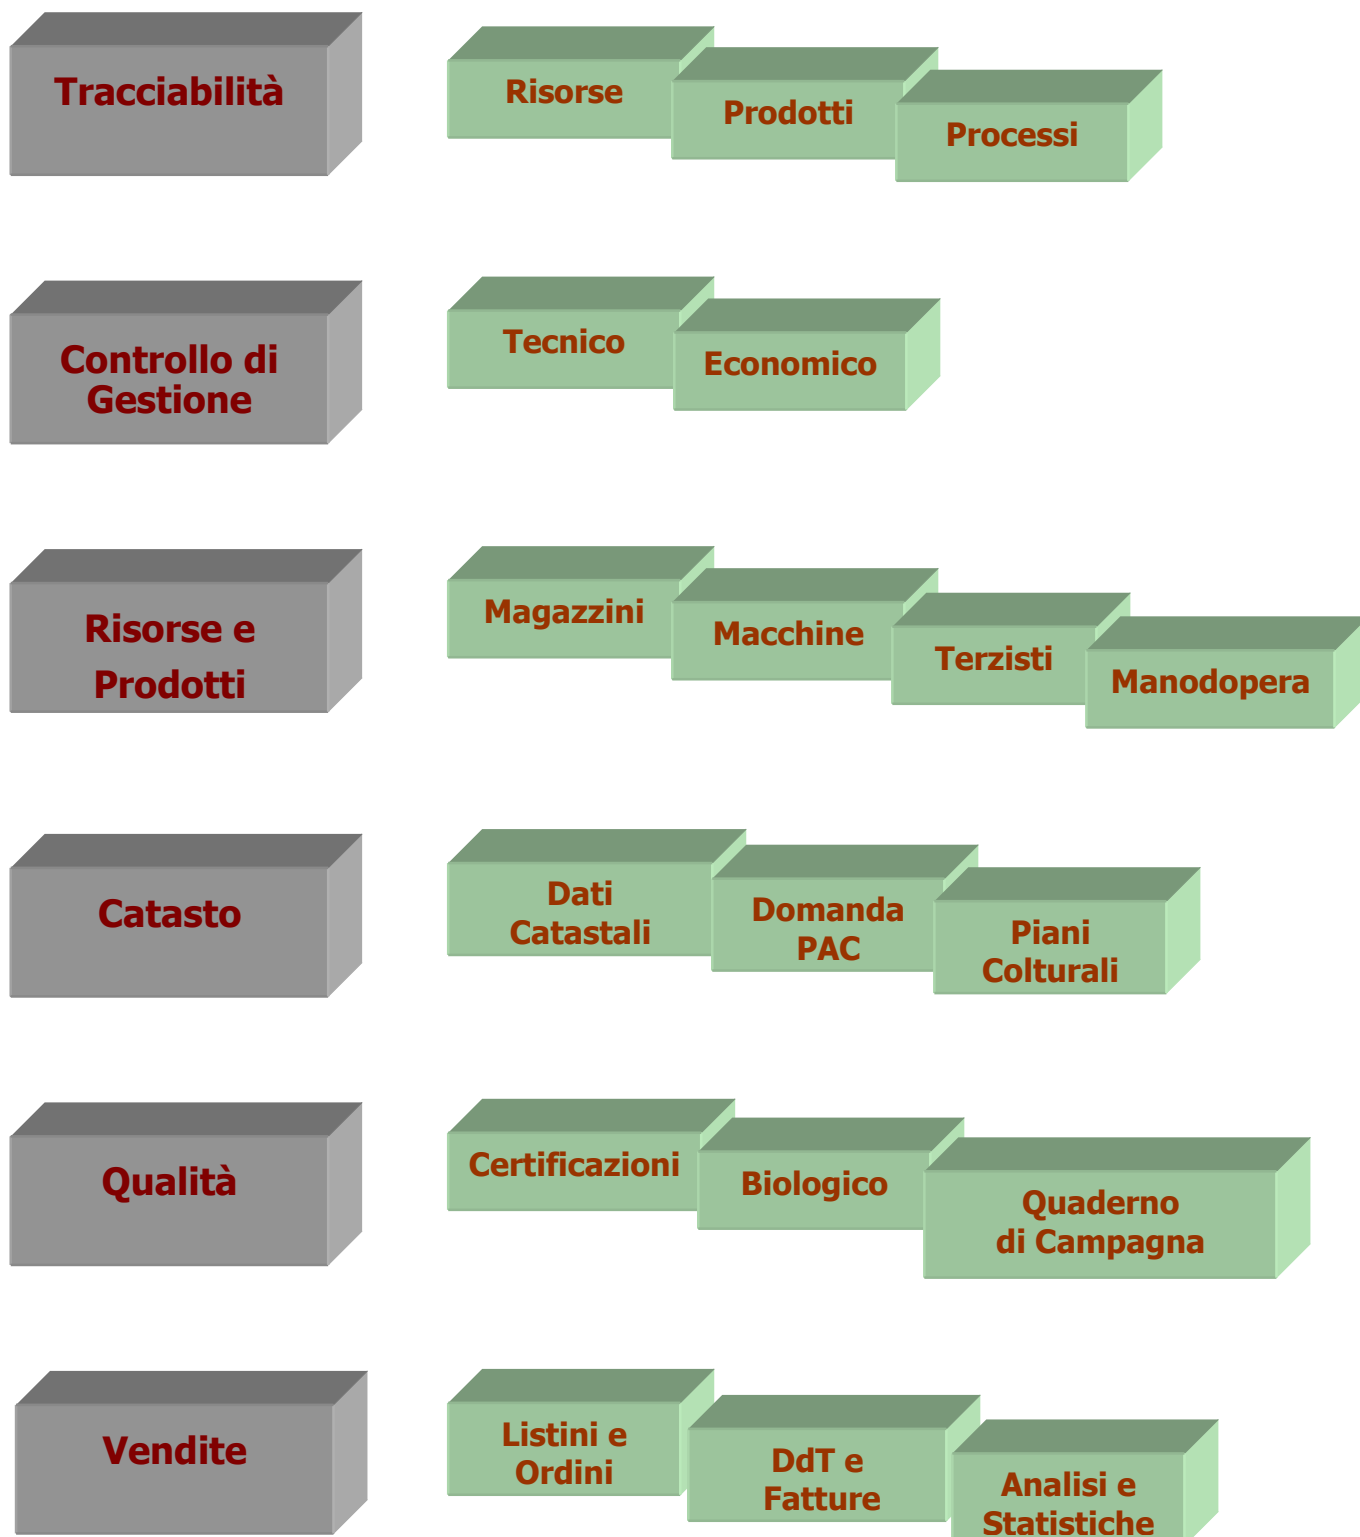 Tracciabilità
Risorse
Prodotti
Processi
Controllo di
Gestione
Tecnico
Economico
Risorse e
Prodotti
Magazzini
Macchine
Terzisti
Manodopera
Catasto
Dati
Catastali
Domanda
PAC
Piani
Colturali
Qualità
Certificazioni
Biologico
Quaderno
di Campagna
Vendite
Listini e
Ordini
DdT e
Fatture
Analisi e
Statistiche